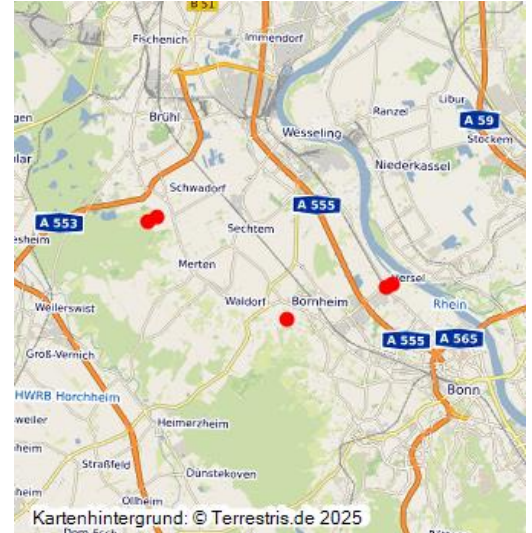 B 51
Fischenich
Immendorf
Libur
Ranzel
A 59
Brühl
Stockem
Wesseling
Niederkassel
Schwadorf
A 555
A 553
Sechtem
Merten
Rhein
Weilerswist
Waldorf
Bornheim
A 555
A 565
Groß-Vernich
Bonn
HWRB Horchheim
Heimerzheim
Straßfeld
Dünstekoven
Ollheim
Kartenhintergrund: © Terrestris.de 2025